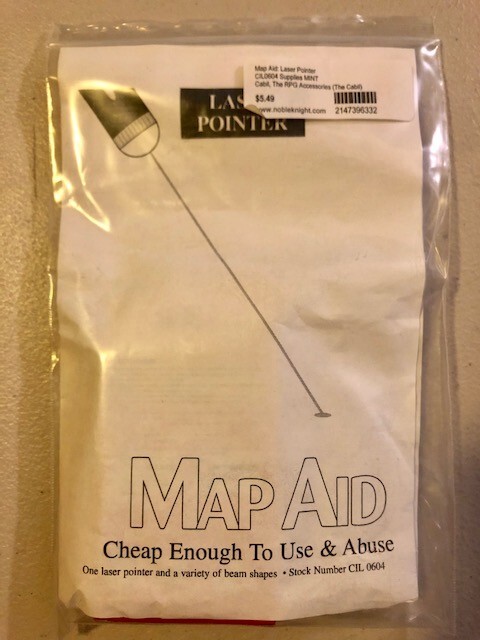 Map Aid: Laser Pointer
CIL0604 Supplies MINT
Cabil, The RPG Accessories (The Cabil)
$5.49
www.nobleknight.com 2147396332
POINTER
MAP AID
Cheap Enough To Use & Abuse
One laser pointer and a variety of beam shapes • Stock Number CIL 0604